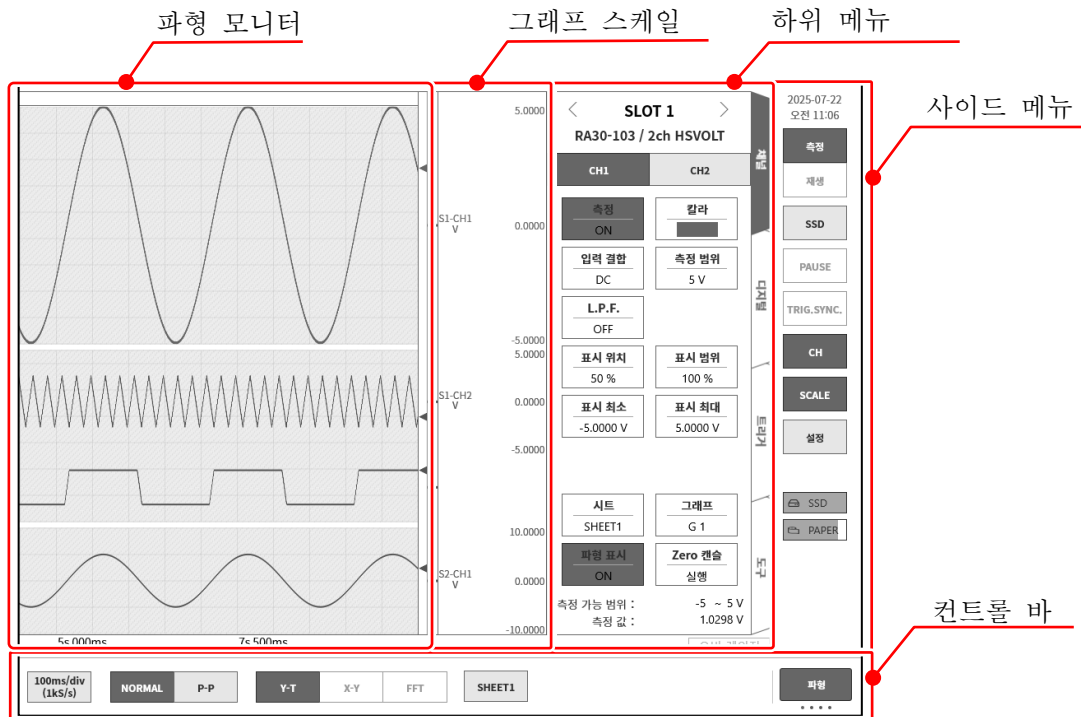 파형 모니터
그래프 스케일
하위 메뉴
사이드 메뉴
컨트롤 바
5.0000
S1-CH1
V
0.0000
-5.0000
5.0000
S1-CH2
V
0.0000
-5.0000
10.0000
S2-CH1
V
0.0000
-10.0000
5s 000ms
7s 500ms
SLOT 1
RA30-103 / 2ch HSVOLT
CH1
CH2
측정
ON
칼라
입력 결합
DC
측정 범위
5 V
L.P.F.
OFF
표시 위치
50 %
표시 범위
100 %
표시 최소
-5.0000 V
표시 최대
5.0000 V
시트
SHEET1
그래프
G 1
파형 표시
ON
Zero 캔슬
실행
측정 가능 범위 : -5 ~ 5 V
측정 값 : 1.0298 V
채널
디지털
트리거
도구
2025-07-22
오전 11:06
측정
재생
SSD
PAUSE
TRIG.SYNC.
CH
SCALE
설정
SSD
PAPER
100ms/div
(1kS/s)
NORMAL
P-P
Y-T
X-Y
FFT
SHEET1
파형